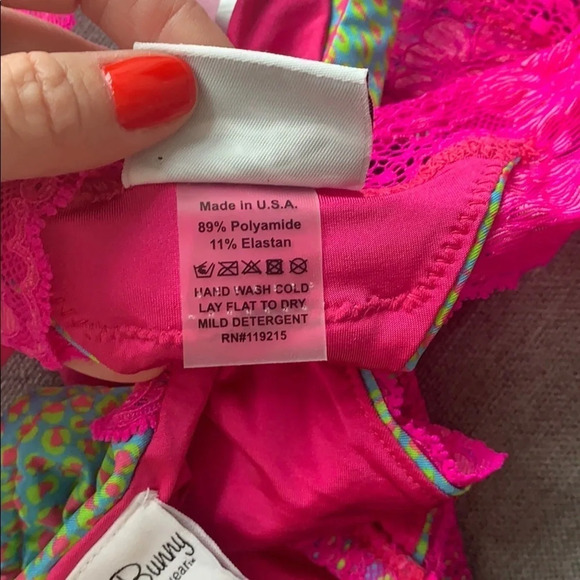 Made in U.S.A.
89% Polyamide
11% Elastan
HAND WASH COLD
LAY FLAT TO DRY
MILD DETERGENT
RN#119215
Bunny